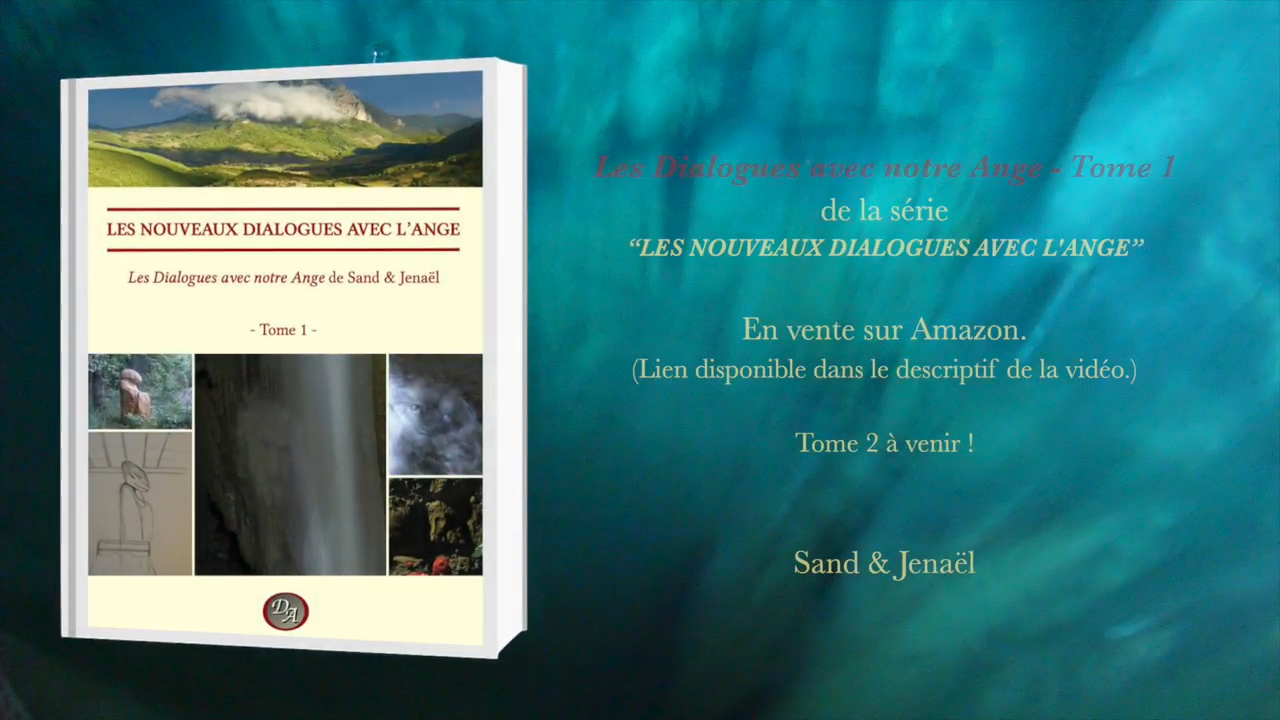 LES NOUVEAUX DIALOGUES AVEC L’ANGE
Les Dialogues avec notre Ange de Sand & Jenaël
- Tome 1 -
DA
Les Dialogues avec notre Ange - Tome 1
de la série
“LES NOUVEAUX DIALOGUES AVEC L'ANGE”
En vente sur Amazon.
(Lien disponible dans le descriptif de la vidéo.)
Tome 2 à venir !
Sand & Jenaël